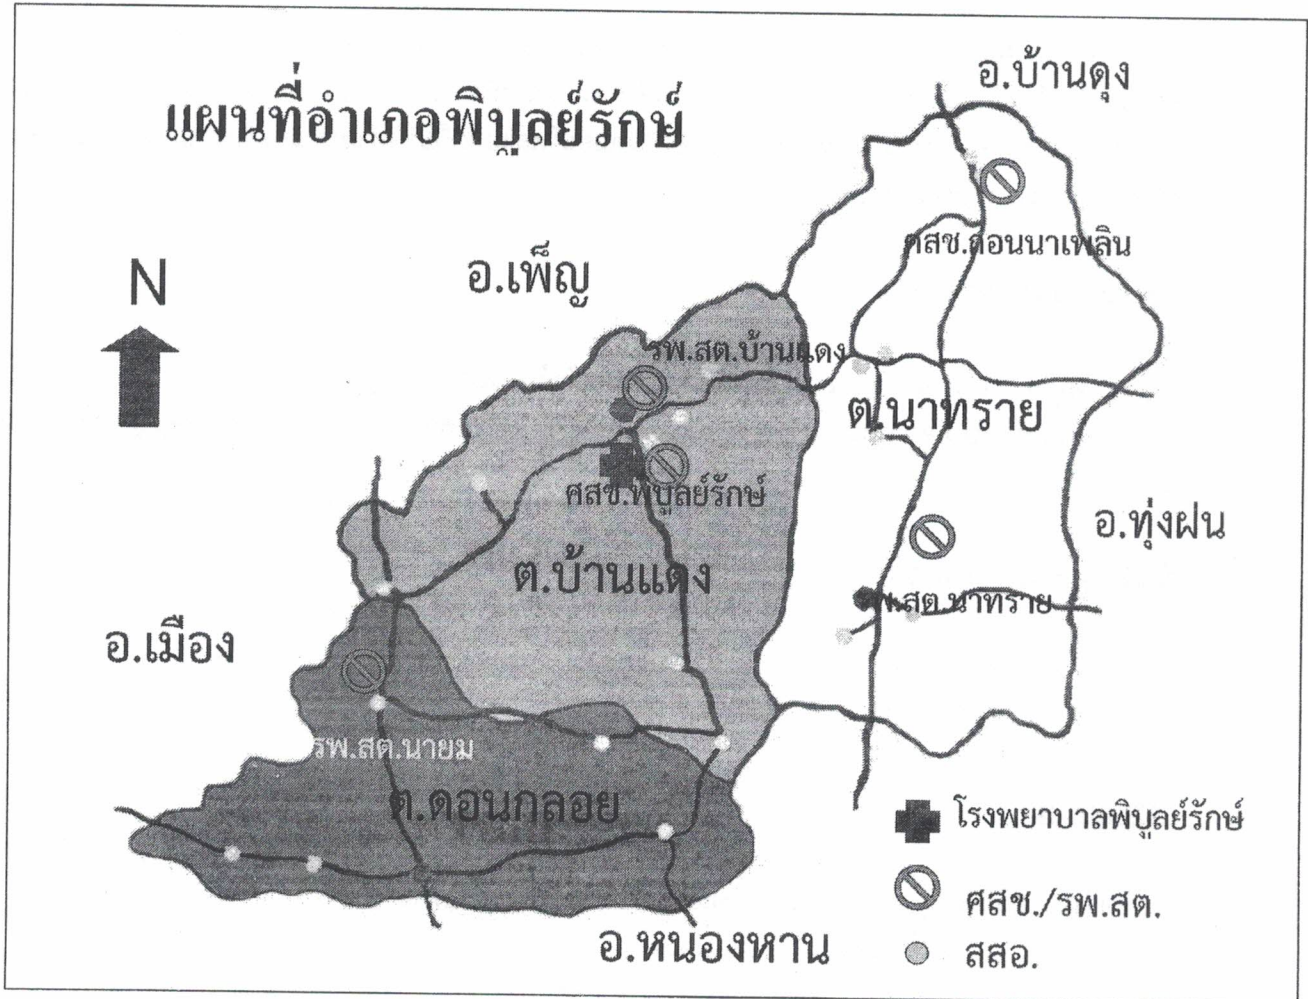 อ.บ้านดุง
แผนที่อำเภอพิบูลย์รักษ์
ศสช.ดอนนาเพลิน
อ.เพ็ญ
N
รพ.สต.บ้านแดง
ต.นาทราย
ศสช.พิบูลย์รักษ์
อ.ทุ่งฝน
ต.บ้านแดง
รพ.สต.นาทราย
อ.เมือง
รพ.สต.นายม
ต.ดอนกลอย
โรงพยาบาลพิบูลย์รักษ์
ศสช./รพ.สต.
อ.หนองหาน
สสอ.